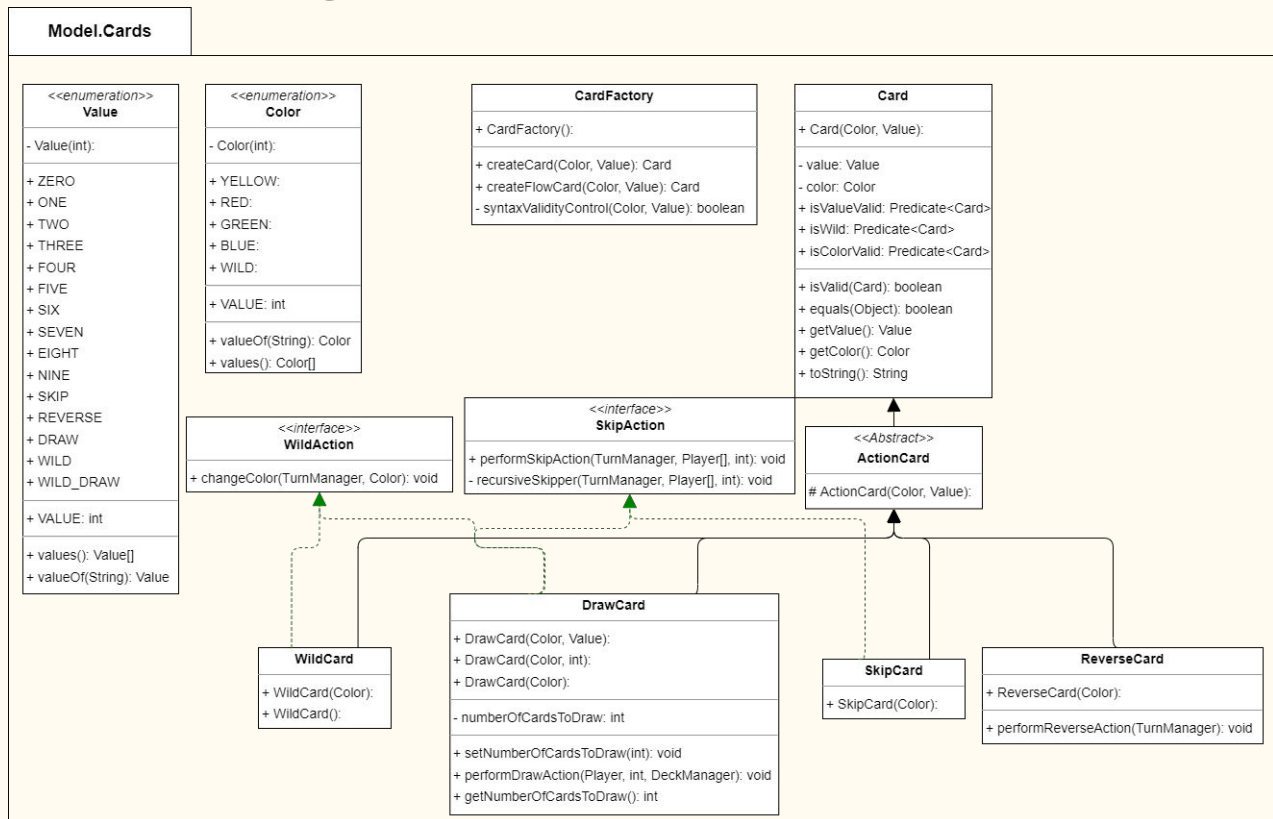 Model.Cards
<<enumeration>>
Value
- Value(int):
+ ZERO
+ ONE
+ TWO
+ THREE
+ FOUR
+ FIVE
+ SIX
+ SEVEN
+ EIGHT
+ NINE
+ SKIP
+ REVERSE
+ DRAW
+ WILD
+ WILD_DRAW
+ VALUE: int
+ values(): Value[]
+ valueOf(String): Value
<<enumeration>>
Color
- Color(int):
+ YELLOW:
+ RED:
+ GREEN:
+ BLUE:
+ WILD:
+ VALUE: int
+ valueOf(String): Color
+ values(): Color[]
CardFactory
+ CardFactory():
+ createCard(Color, Value): Card
+ createFlowCard(Color, Value): Card
- syntaxValidityControl(Color, Value): boolean
Card
+ Card(Color, Value):
- value: Value
- color: Color
+ isValueValid: Predicate<Card>
+ isWild: Predicate<Card>
+ isColorValid: Predicate<Card>
+ isValid(Card): boolean
+ equals(Object): boolean
+ getValue(): Value
+ getColor(): Color
+ toString(): String
<<interface>>
WildAction
+ changeColor(TurnManager, Color): void
<<interface>>
SkipAction
+ performSkipAction(TurnManager, Player[], int): void
- recursiveSkipper(TurnManager, Player[], int): void
<<Abstract>>
ActionCard
# ActionCard(Color, Value):
WildCard
+ WildCard(Color):
+ WildCard():
DrawCard
+ DrawCard(Color, Value):
+ DrawCard(Color, int):
+ DrawCard(Color):
- numberOfCardsToDraw: int
+ setNumberOfCardsToDraw(int): void
+ performDrawAction(Player, int, DeckManager): void
+ getNumberOfCardsToDraw(): int
SkipCard
+ SkipCard(Color):
ReverseCard
+ ReverseCard(Color):
+ performReverseAction(TurnManager): void